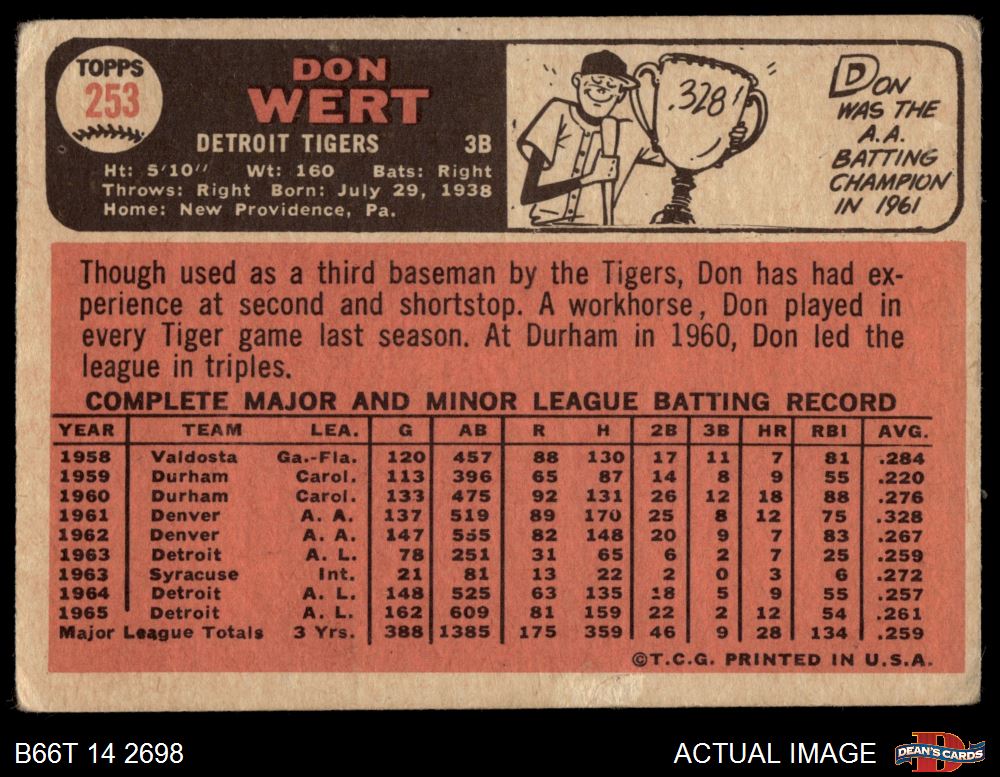 TOPPS
253
DON
WERT
DETROIT TIGERS 3B
Ht: 5'10" Wt: 160 Bats: Right
Throws: Right Born: July 29, 1938
Home: New Providence, Pa.
.328!
DON
WAS THE
A.A.
BATTING
CHAMPION
IN 1961
Though used as a third baseman by the Tigers, Don has had ex-
perience at second and shortstop. A workhorse, Don played in
every Tiger game last season. At Durham in 1960, Don led the
league in triples.
COMPLETE MAJOR AND MINOR LEAGUE BATTING RECORD
YEAR TEAM LEA. G AB R H 2B 3B HR RBI AVG.
1958 Valdosta Ga.-Fla. 120 457 88 130 17 11 7 81 .284
1959 Durham Carol. 113 396 65 87 14 8 9 55 .220
1960 Durham Carol. 133 475 92 131 26 12 18 88 .276
1961 Denver A. A. 137 519 89 170 25 8 12 75 .328
1962 Denver A. A. 147 555 82 148 20 9 7 83 .267
1963 Detroit A. L. 78 251 31 65 6 2 7 25 .259
1963 Syracuse Int. 21 81 13 22 2 0 3 6 .272
1964 Detroit A. L. 148 525 63 135 18 5 9 55 .257
1965 Detroit A. L. 162 609 81 159 22 2 12 54 .261
Major League Totals 3 Yrs. 388 1385 175 359 46 9 28 134 .259
©T.C.G. PRINTED IN U.S.A.
B66T 14 2698
ACTUAL IMAGE
DEAN'S CARDS